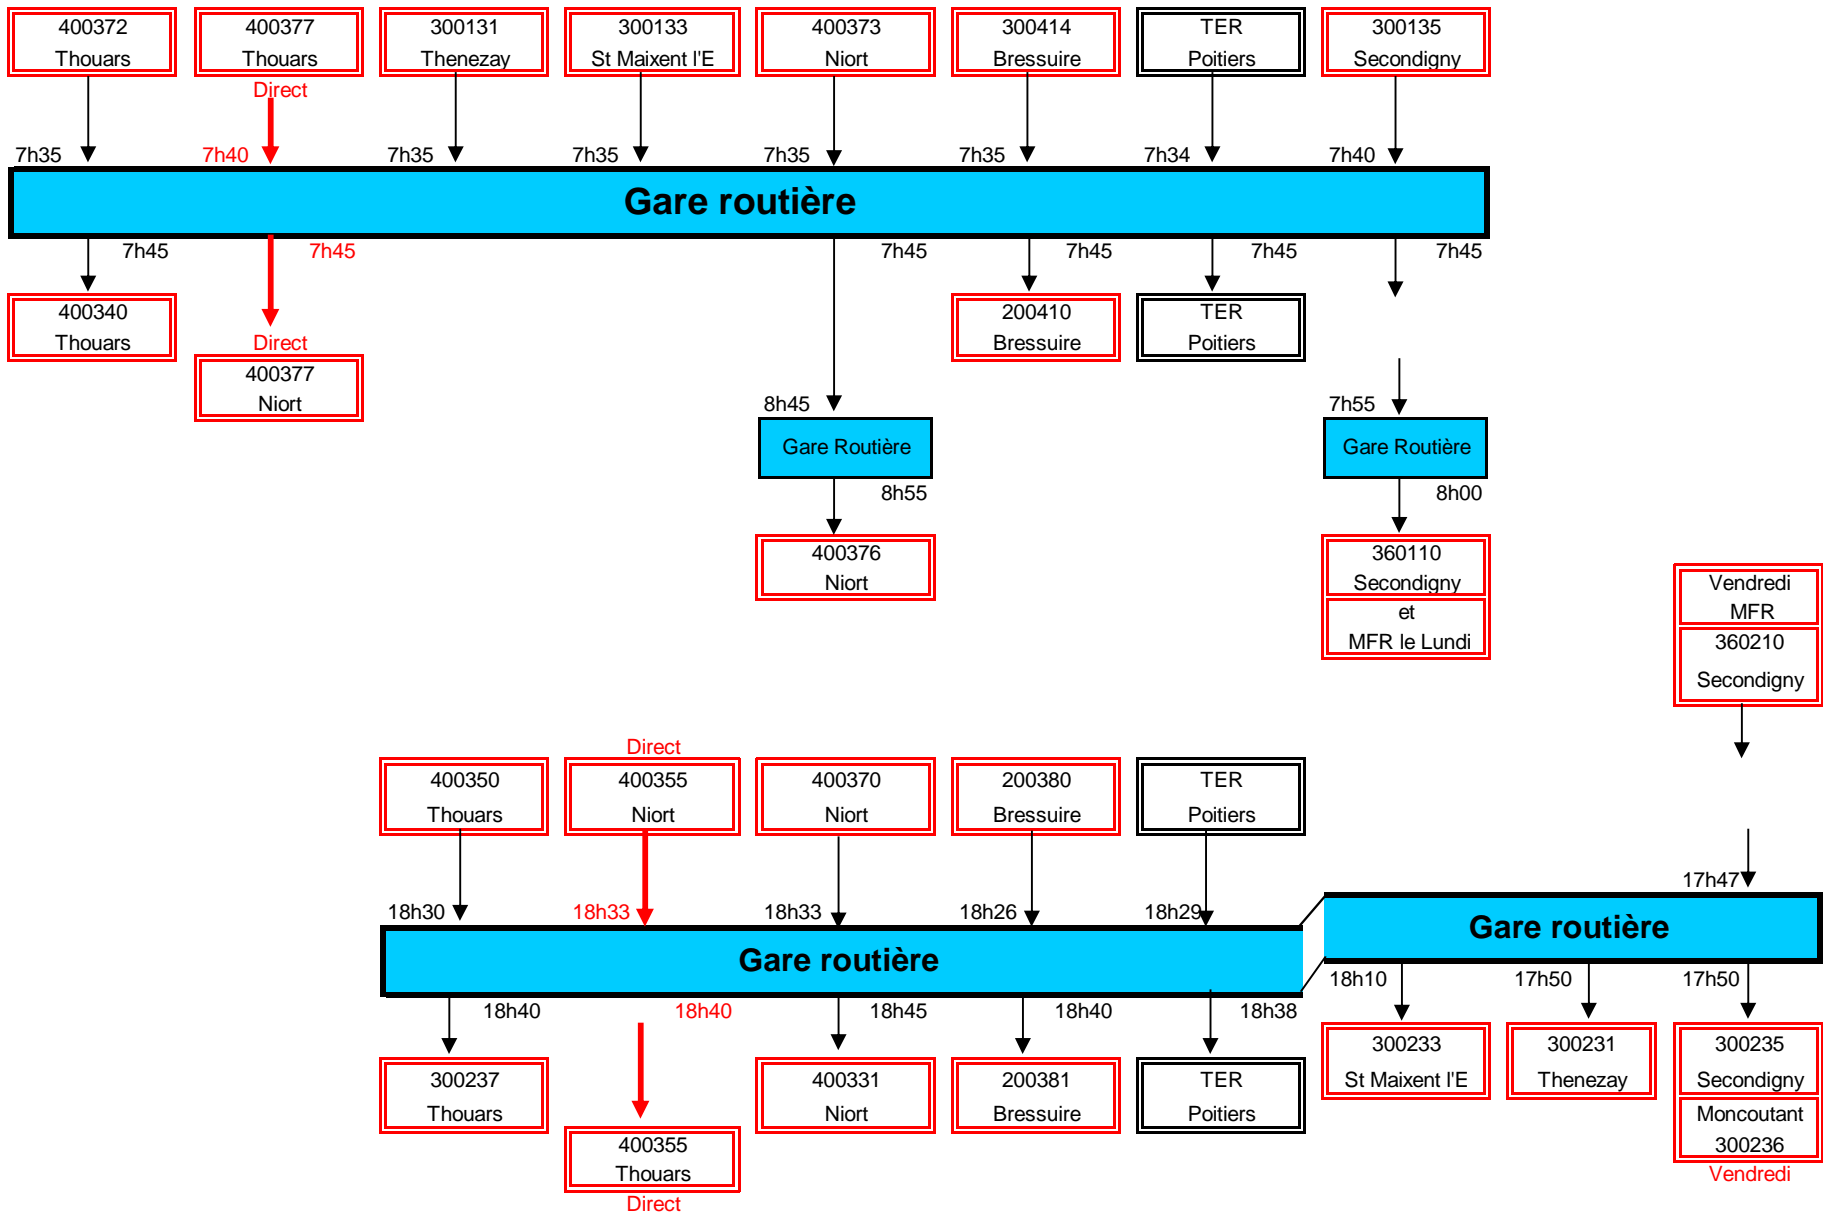 400372 400377 300131 300133 400373 300414 TER 300135
Thouars Thouars Thenezay St Maixent l'E Niort Bressuire Poitiers Secondigny
Direct
7h35 7h40 7h35 7h35 7h35 7h35 7h34 7h40
Gare routière
7h45 7h45 7h45 7h45 7h45 7h45
400340 200410 TER
Thouars Direct Bressuire Poitiers
400377
Niort
8h45 7h55
Gare Routière Gare Routière
8h55 8h00
400376 360110
Niort Secondigny
et
MFR le Lundi
Vendredi
MFR
360210
Secondigny
Direct
400350 400355 400370 200380 TER
Thouars Niort Niort Bressuire Poitiers
17h47
18h30 18h33 18h33 18h26 18h29
Gare routière
Gare routière
18h10 17h50 17h50
18h40 18h40 18h45 18h40 18h38
300233 300231 300235
St Maixent l'E Thenezay Secondigny
300237 400331 200381 TER
Thouars Niort Bressuire Poitiers
Moncoutant
300236
Vendredi
400355
Thouars
Direct